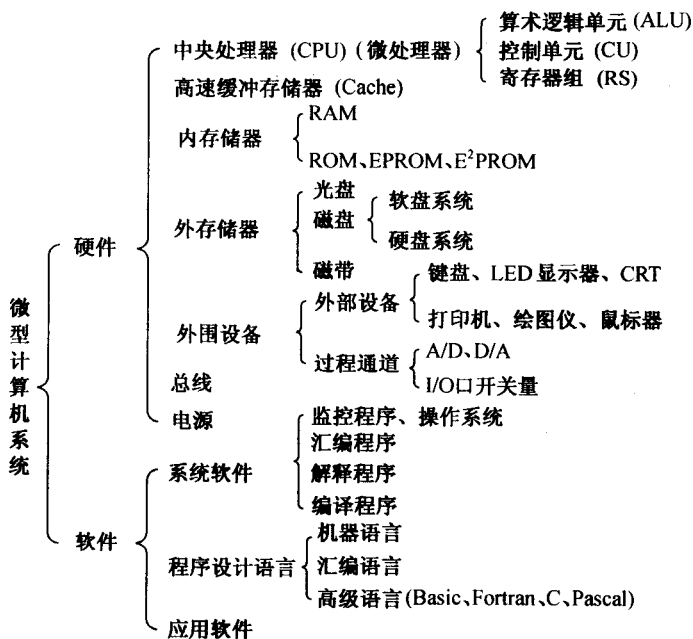 微型计算机系统
硬件
中央处理器 (CPU) (微处理器)
算术逻辑单元 (ALU)
控制单元 (CU)
寄存器组 (RS)
高速缓冲存储器 (Cache)
内存储器
RAM
ROM、EPROM、E²PROM
外存储器
光盘
磁盘
软盘系统
硬盘系统
磁带
外围设备
外部设备
键盘、LED 显示器、CRT
打印机、绘图仪、鼠标器
过程通道
A/D、D/A
I/O口开关量
总线
电源
软件
系统软件
监控程序、操作系统
汇编程序
解释程序
编译程序
程序设计语言
机器语言
汇编语言
高级语言(Basic、Fortran、C、Pascal)
应用软件